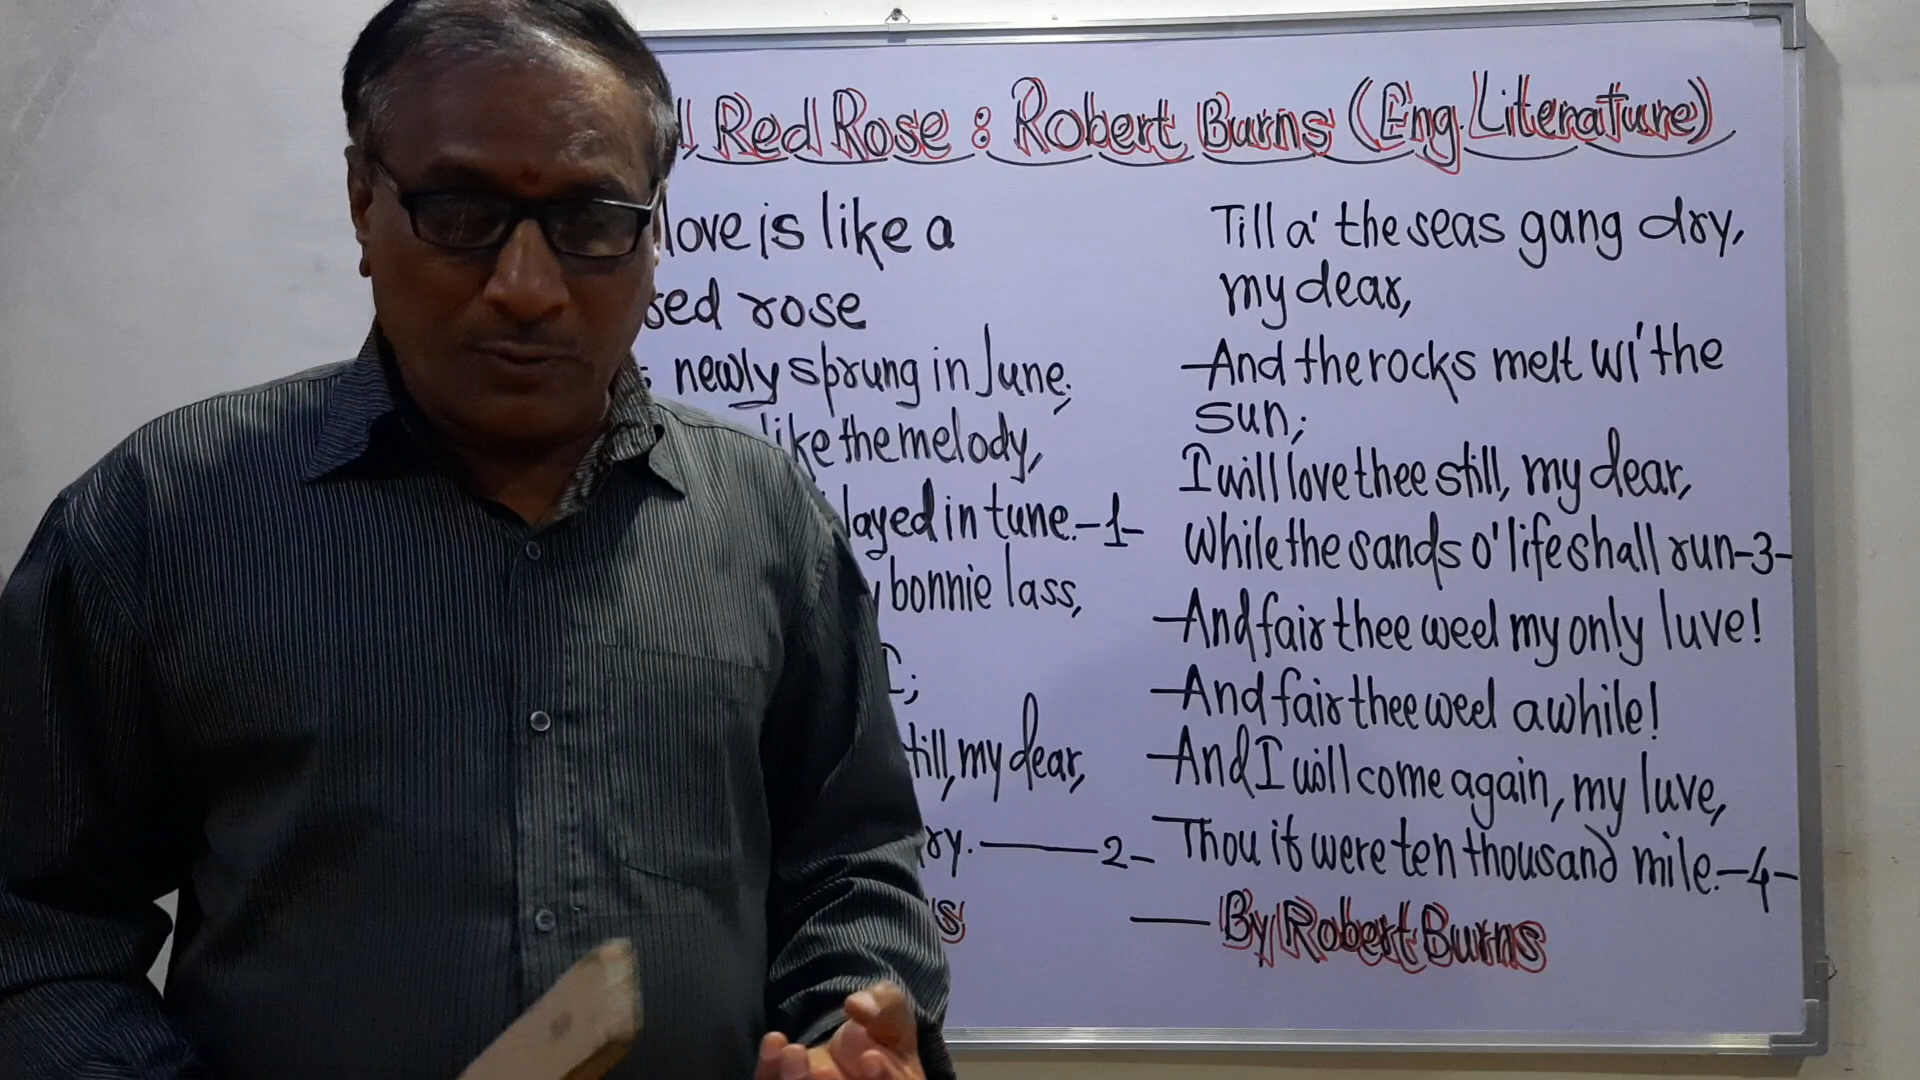 Red Rose : Robert Burns (Eng. Literature)
love is like a
red rose
newly sprung in June;
like the melody,
played in tune. -1-
bonnie lass,
I;
till, my dear,
dry. —— 2 -
Till a' the seas gang dry,
my dear,
And the rocks melt wi' the
sun;
I will love thee still, my dear,
While the sands o' life shall run -3-
And fair thee weel my only luve!
And fair thee weel awhile!
And I will come again, my luve,
Thou it were ten thousand mile. -4-
— By Robert Burns